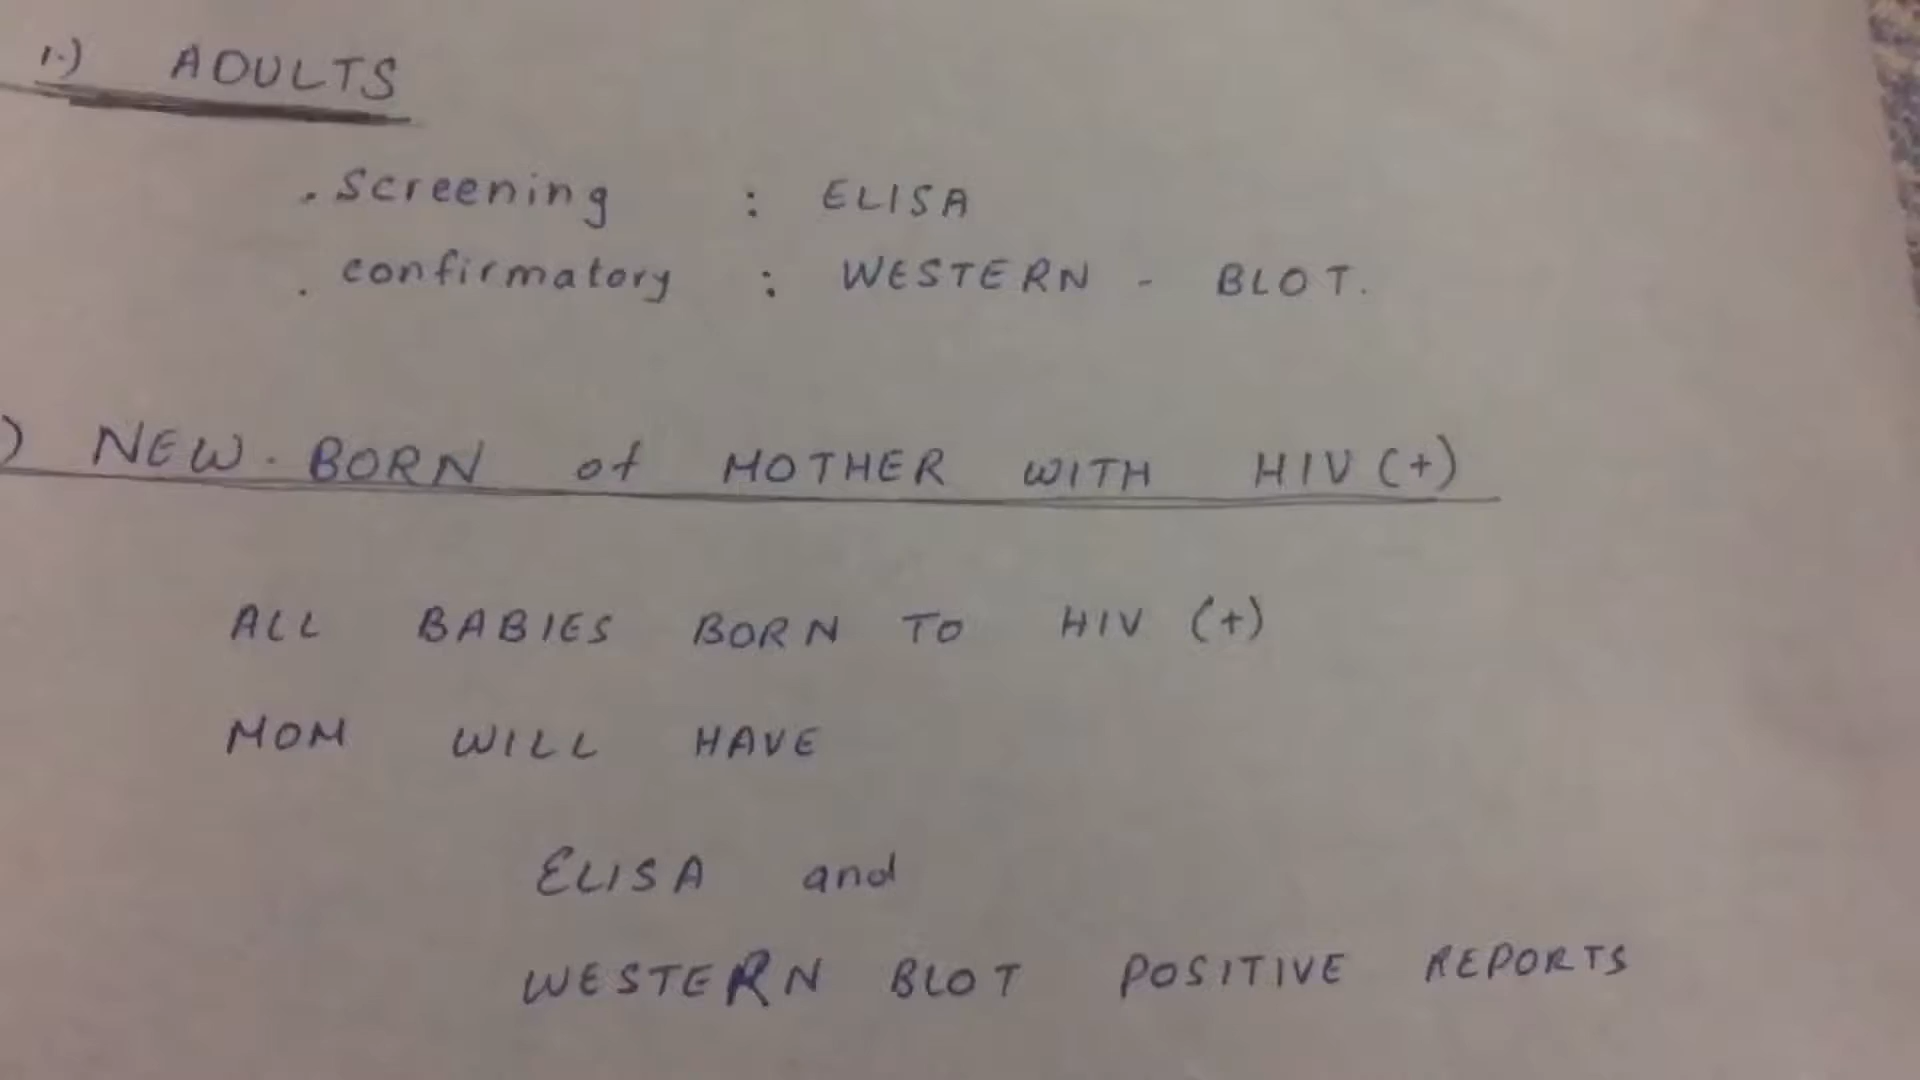 1.) ADULTS
. Screening : ELISA
. confirmatory : WESTERN - BLOT.
) NEW. BORN of MOTHER WITH HIV (+)
ALL BABIES BORN TO HIV (+)
MOM WILL HAVE
ELISA and
WESTERN BLOT POSITIVE REPORTS